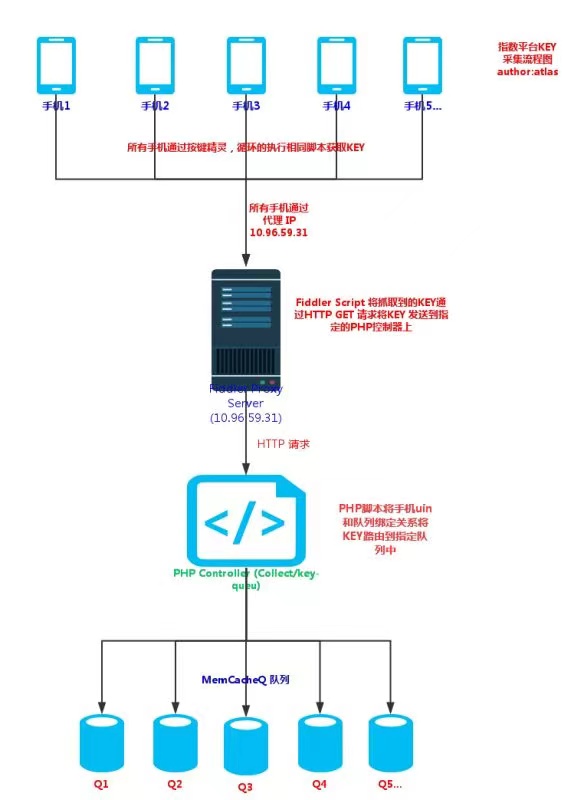 指数平台KEY
采集流程图
author:atlas
手机1
手机2
手机3
手机4
手机5...
所有手机通过按键精灵，循环的执行相同脚本获取KEY
所有手机通过
代理 IP
10.96.59.31
Fiddler Script 将抓取到的KEY通
过HTTP GET 请求将KEY 发送到指
定的PHP控制器上
Fiddler Proxy
Server
(10.96.59.31)
HTTP 请求
PHP脚本将手机uin
和队列绑定关系将
KEY路由到指定队
列中
</>
PHP Controller (Collect/key-
queu)
MemCacheQ 队列
Q1
Q2
Q3
Q4
Q5...